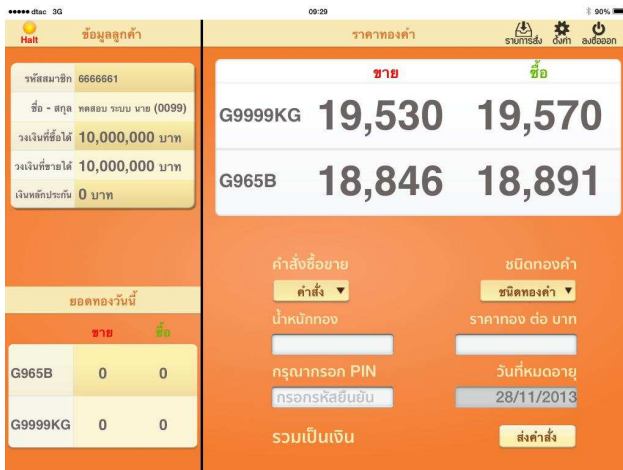 dtac 3G 09:29 90%
Halt
ข้อมูลลูกค้า
รหัสสมาชิก 6666661
ชื่อ - สกุล ทดสอบ ระบบ นาย (0099)
วงเงินที่ซื้อได้ 10,000,000 บาท
วงเงินที่ขายได้ 10,000,000 บาท
เงินหลักประกัน 0 บาท
ยอดทองวันนี้
ขาย ซื้อ
G965B 0 0
G9999KG 0 0
ราคาทองคำ
รายการสั่ง ตั้งค่า ลงชื่อออก
ขาย ซื้อ
G9999KG 19,530 19,570
G965B 18,846 18,891
คำสั่งซื้อขาย ชนิดทองคำ
คำสั่ง ▼ ชนิดทองคำ ▼
น้ำหนักทอง ราคาทอง ต่อ บาท
กรุณากรอก PIN วันที่หมดอายุ
กรอกรหัสยืนยัน 28/11/2013
รวมเป็นเงิน ส่งคำสั่ง